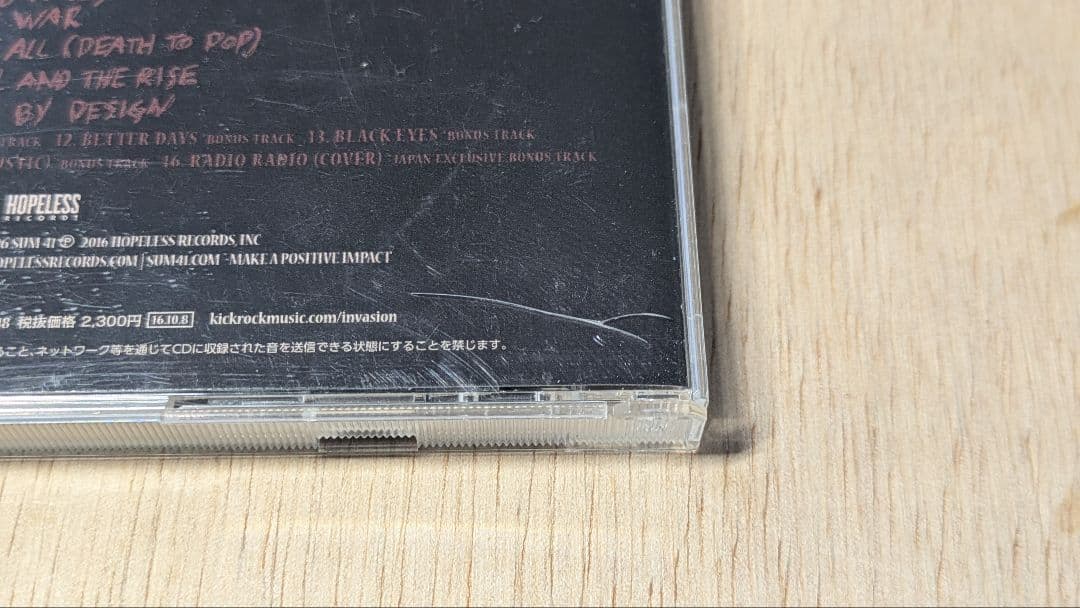 WAR
ALL (DEATH TO POP)
AND THE RISE
BY DESIGN
TRACK 12. BETTER DAYS *BONUS TRACK 13. BLACK EYES *BONUS TRACK
USTIC) *BONUS TRACK 16. RADIO RADIO (COVER) *JAPAN EXCLUSIVE BONUS TRACK
HOPELESS
RECORDS
SUM 41 ℗ 2016 HOPELESS RECORDS, INC
OPELESSRECORDS.COM | SUM41.COM - MAKE A POSITIVE IMPACT
税抜価格 2,300円 16.10.8 kickrockmusic.com/invasion
ること、ネットワーク等を通じてCDに収録された音を送信できる状態にすることを禁じます。